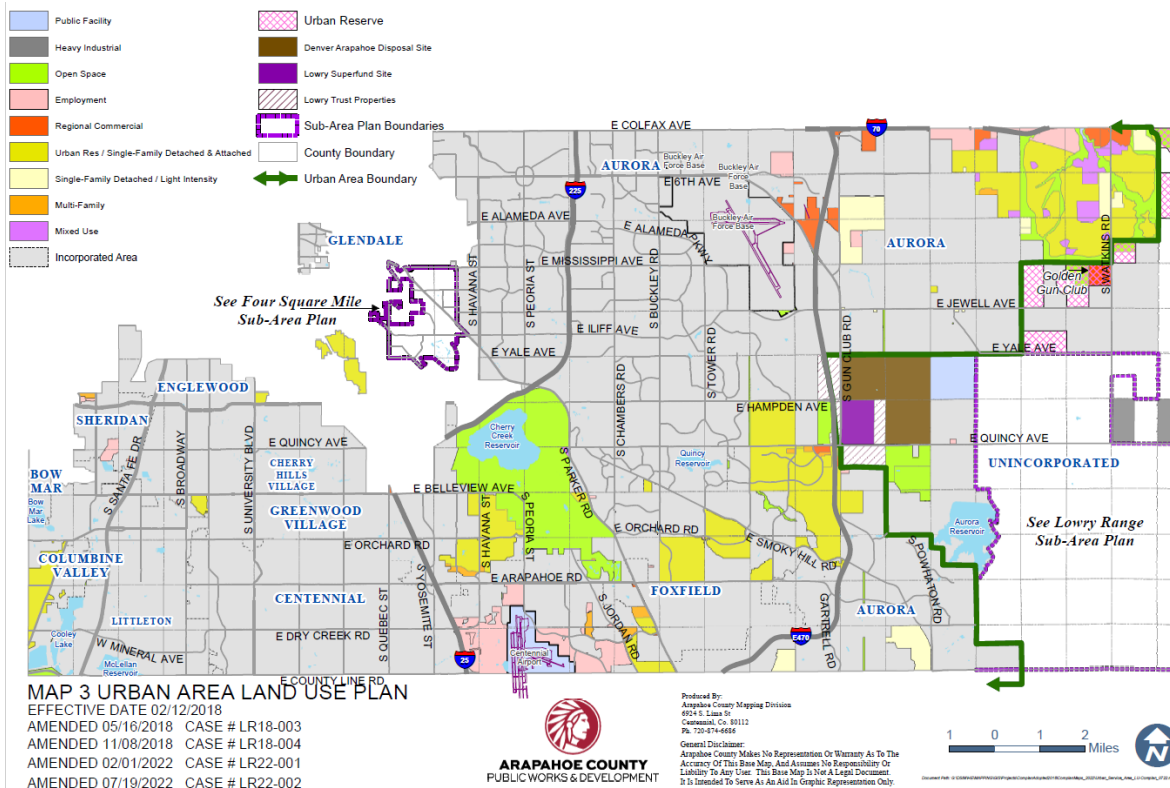 Public Facility
Heavy Industrial
Open Space
Employment
Regional Commercial
Urban Res / Single-Family Detached & Attached
Single-Family Detached / Light Intensity
Multi-Family
Mixed Use
Incorporated Area
Urban Reserve
Denver Arapahoe Disposal Site
Lowry Superfund Site
Lowry Trust Properties
Sub-Area Plan Boundaries
County Boundary
Urban Area Boundary
E COLFAX AVE
70
AURORA
Buckley Air
Force Base
Buckley Air
Force
Base
E 6TH AVE
225
Buckley Air
Force Base
E ALAMEDA AVE
E ALAMEDA PKWY
GLENDALE
AURORA
S WATKINS RD
E MISSISSIPPI AVE
S HAVANA ST
S PEORIA ST
S BUCKLEY RD
Golden
Gun Club
See Four Square Mile
Sub-Area Plan
E JEWELL AVE
E ILIFF AVE
S GUN CLUB RD
E YALE AVE
E YALE AVE
S TOWER RD
S CHAMBERS RD
ENGLEWOOD
E HAMPDEN AVE
SHERIDAN
Cherry
Creek
Reservoir
E QUINCY AVE
E QUINCY AVE
S SANTA FE DR
S BROADWAY
S UNIVERSITY BLVD
CHERRY
HILLS
VILLAGE
S PARKER RD
Quincy
Reservoir
UNINCORPORATED
BOW
MAR
Bow
Mar
Lake
E BELLEVIEW AVE
GREENWOOD
VILLAGE
S HAVANA ST
S PEORIA ST
Aurora
Reservoir
See Lowry Range
Sub-Area Plan
E ORCHARD RD
E ORCHARD RD
E SMOKY HILL RD
S POWHATON RD
COLUMBINE
VALLEY
S YOSEMITE ST
E ARAPAHOE RD
FOXFIELD
CENTENNIAL
S QUEBEC ST
S JORDAN RD
AURORA
GARTRELL RD
LITTLETON
E DRY CREEK RD
E470
Cooley
Lake
W MINERAL AVE
Centennial
Airport
25
McLellan
Reservoir
E COUNTY LINE RD
MAP 3 URBAN AREA LAND USE PLAN
EFFECTIVE DATE 02/12/2018
AMENDED 05/16/2018 CASE # LR18-003
AMENDED 11/08/2018 CASE # LR18-004
AMENDED 02/01/2022 CASE # LR22-001
AMENDED 07/19/2022 CASE # LR22-002
ARAPAHOE COUNTY
PUBLIC WORKS & DEVELOPMENT
Produced By:
Arapahoe County Mapping Division
6924 S. Lima St
Centennial, Co. 80112
Ph. 720-874-6686
General Disclaimer:
Arapahoe County Makes No Representation Or Warranty As To The
Accuracy Of This Base Map, And Assumes No Responsibility Or
Liability To Any User. This Base Map Is Not A Legal Document.
It Is Intended To Serve As An Aid In Graphic Representation Only.
1 0 1 2
Miles
N